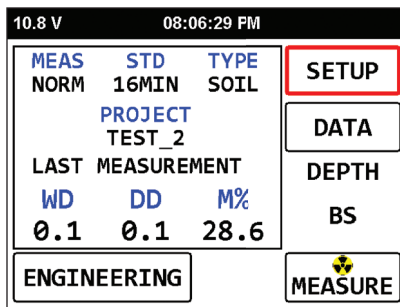 10.8 V 08:06:29 PM
MEAS STD TYPE
NORM 16MIN SOIL
PROJECT
TEST_2
LAST MEASUREMENT
WD DD M%
0.1 0.1 28.6
SETUP
DATA
DEPTH
BS
ENGINEERING
MEASURE